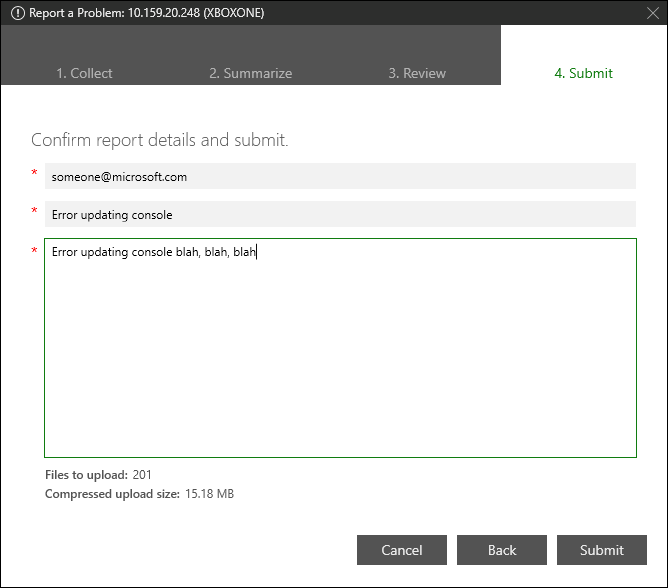 Report a Problem: 10.159.20.248 (XBOXONE)
1. Collect 2. Summarize 3. Review 4. Submit
Confirm report details and submit.
* someone@microsoft.com
* Error updating console
* Error updating console blah, blah, blah
Files to upload: 201
Compressed upload size: 15.18 MB
Cancel Back Submit